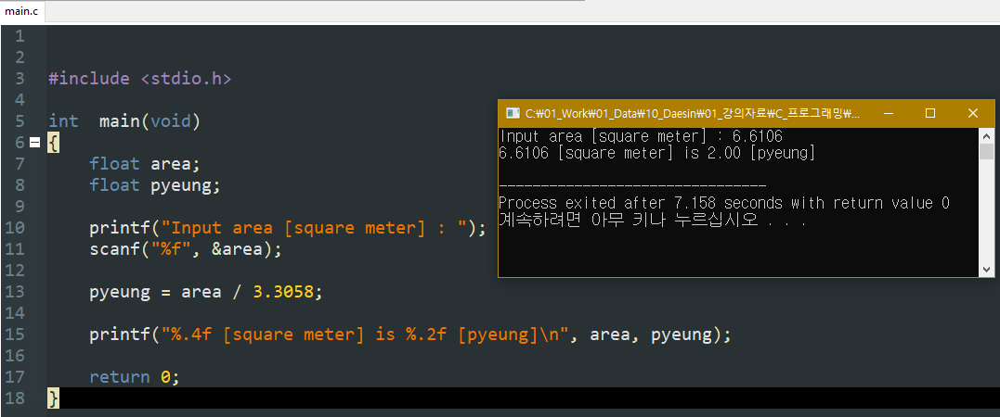 main.c
1
2
3 #include <stdio.h>
4
5 int  main(void)
6 {
7     float area;
8     float pyeung;
9
10     printf("Input area [square meter] : ");
11     scanf("%f", &area);
12
13     pyeung = area / 3.3058;
14
15     printf("%.4f [square meter] is %.2f [pyeung]\n", area, pyeung);
16
17     return 0;
18 }
C:₩01_Work₩01_Data₩10_Daesin₩01_강의자료₩C_프로그래밍₩...
Input area [square meter] : 6.6106
6.6106 [square meter] is 2.00 [pyeung]
--------------------------------
Process exited after 7.158 seconds with return value 0
계속하려면 아무 키나 누르십시오 . . .